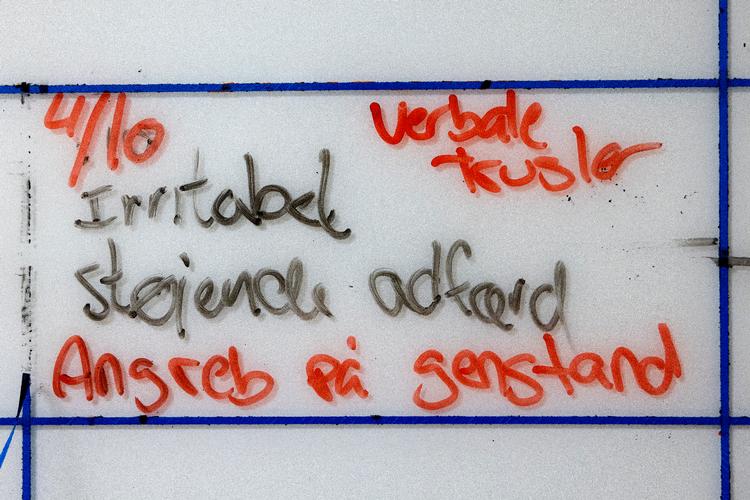 4/10
Verbale
trusler
Irritabel
støjende adfærd
Angreb på genstand